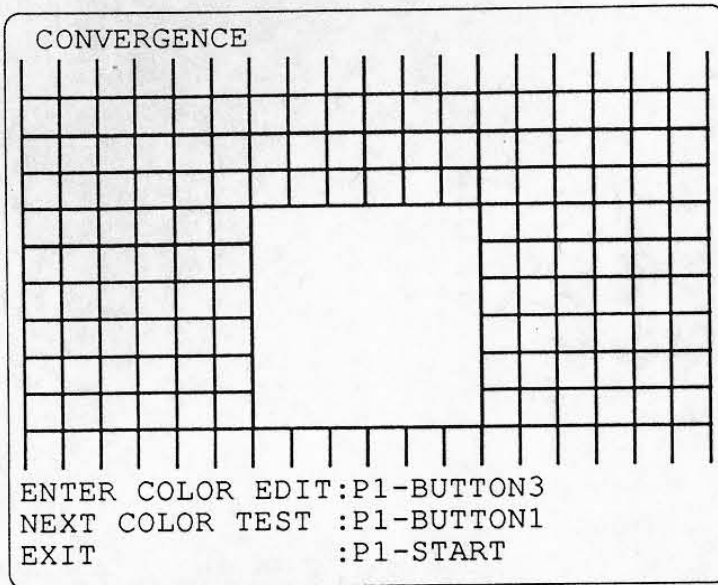 CONVERGENCE
ENTER COLOR EDIT:P1-BUTTON3
NEXT COLOR TEST :P1-BUTTON1
EXIT            :P1-START